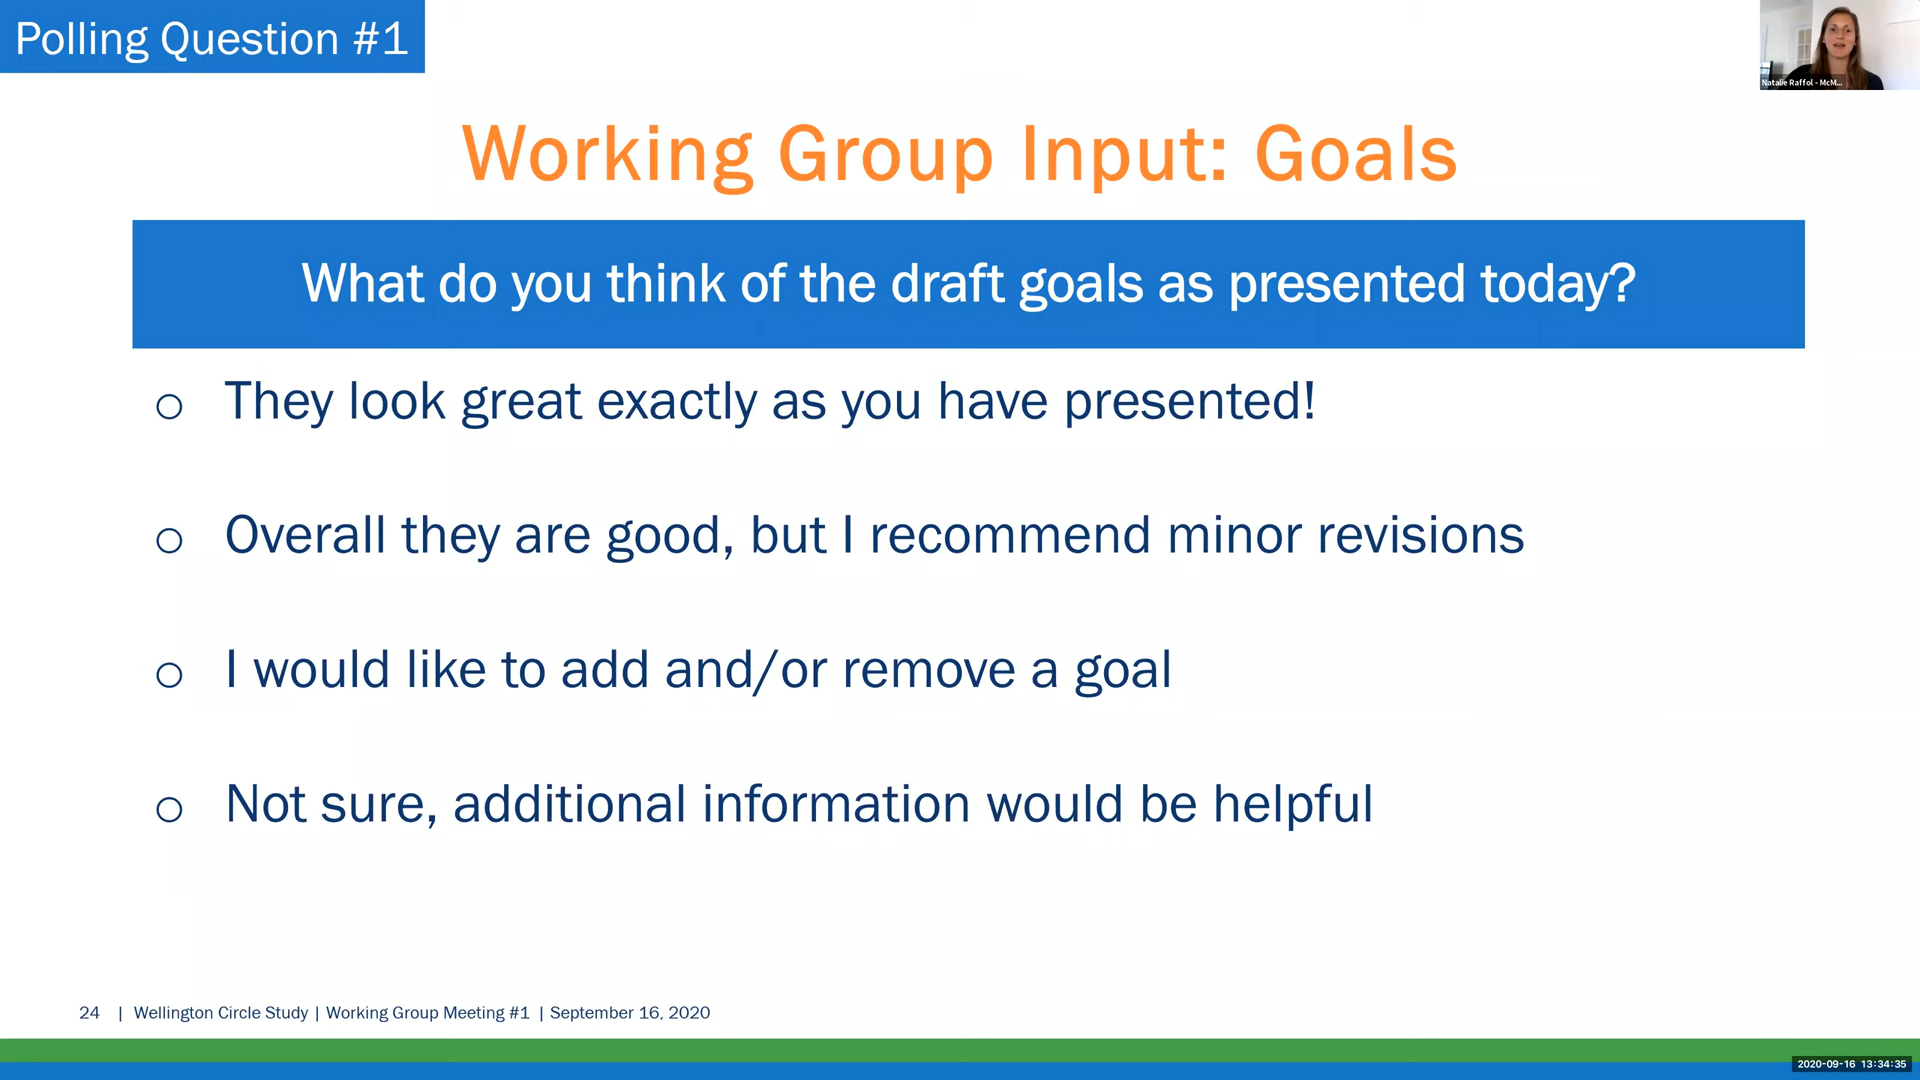 Polling Question #1
Natalie Raffol - McM...
Working Group Input: Goals
What do you think of the draft goals as presented today?
o They look great exactly as you have presented!
o Overall they are good, but I recommend minor revisions
o I would like to add and/or remove a goal
o Not sure, additional information would be helpful
24 | Wellington Circle Study | Working Group Meeting #1 | September 16, 2020
2020-09-16 13:34:35